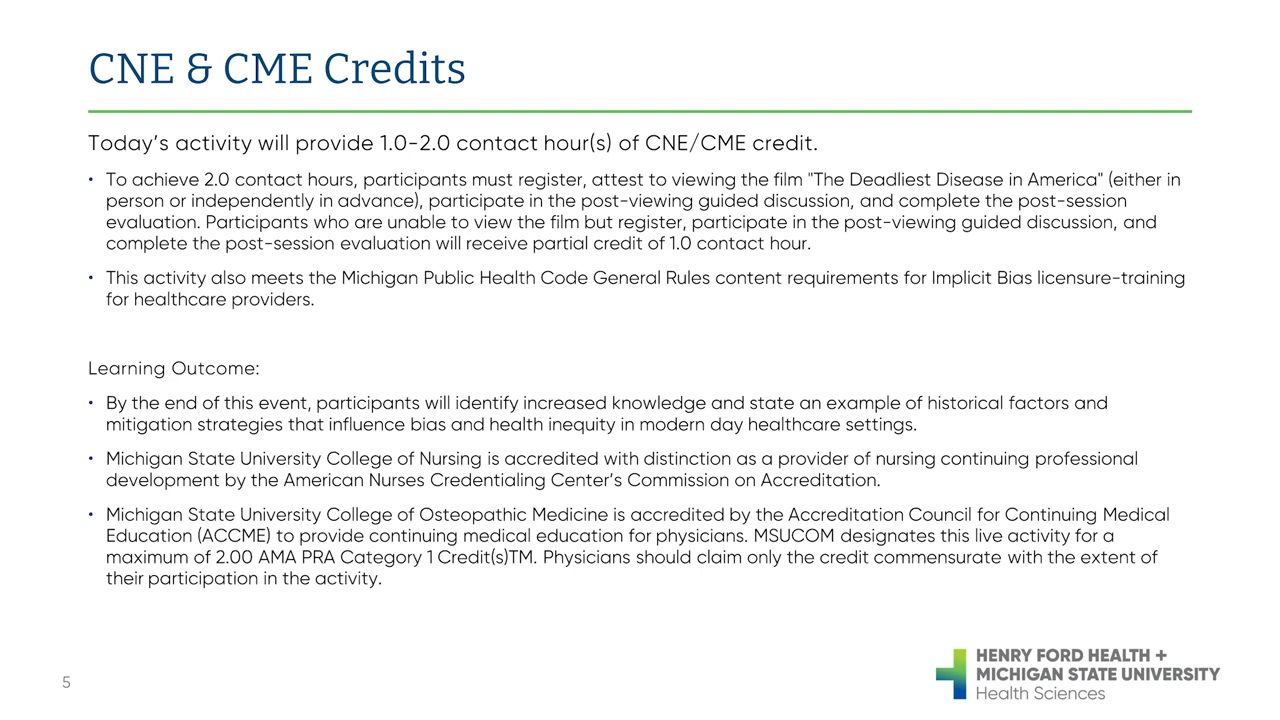 CNE & CME Credits
Today’s activity will provide 1.0-2.0 contact hour(s) of CNE/CME credit.
• To achieve 2.0 contact hours, participants must register, attest to viewing the film "The Deadliest Disease in America" (either in
person or independently in advance), participate in the post-viewing guided discussion, and complete the post-session
evaluation. Participants who are unable to view the film but register, participate in the post-viewing guided discussion, and
complete the post-session evaluation will receive partial credit of 1.0 contact hour.
• This activity also meets the Michigan Public Health Code General Rules content requirements for Implicit Bias licensure-training
for healthcare providers.
Learning Outcome:
• By the end of this event, participants will identify increased knowledge and state an example of historical factors and
mitigation strategies that influence bias and health inequity in modern day healthcare settings.
• Michigan State University College of Nursing is accredited with distinction as a provider of nursing continuing professional
development by the American Nurses Credentialing Center’s Commission on Accreditation.
• Michigan State University College of Osteopathic Medicine is accredited by the Accreditation Council for Continuing Medical
Education (ACCME) to provide continuing medical education for physicians. MSUCOM designates this live activity for a
maximum of 2.00 AMA PRA Category 1 Credit(s)TM. Physicians should claim only the credit commensurate with the extent of
their participation in the activity.
5
HENRY FORD HEALTH +
MICHIGAN STATE UNIVERSITY
Health Sciences